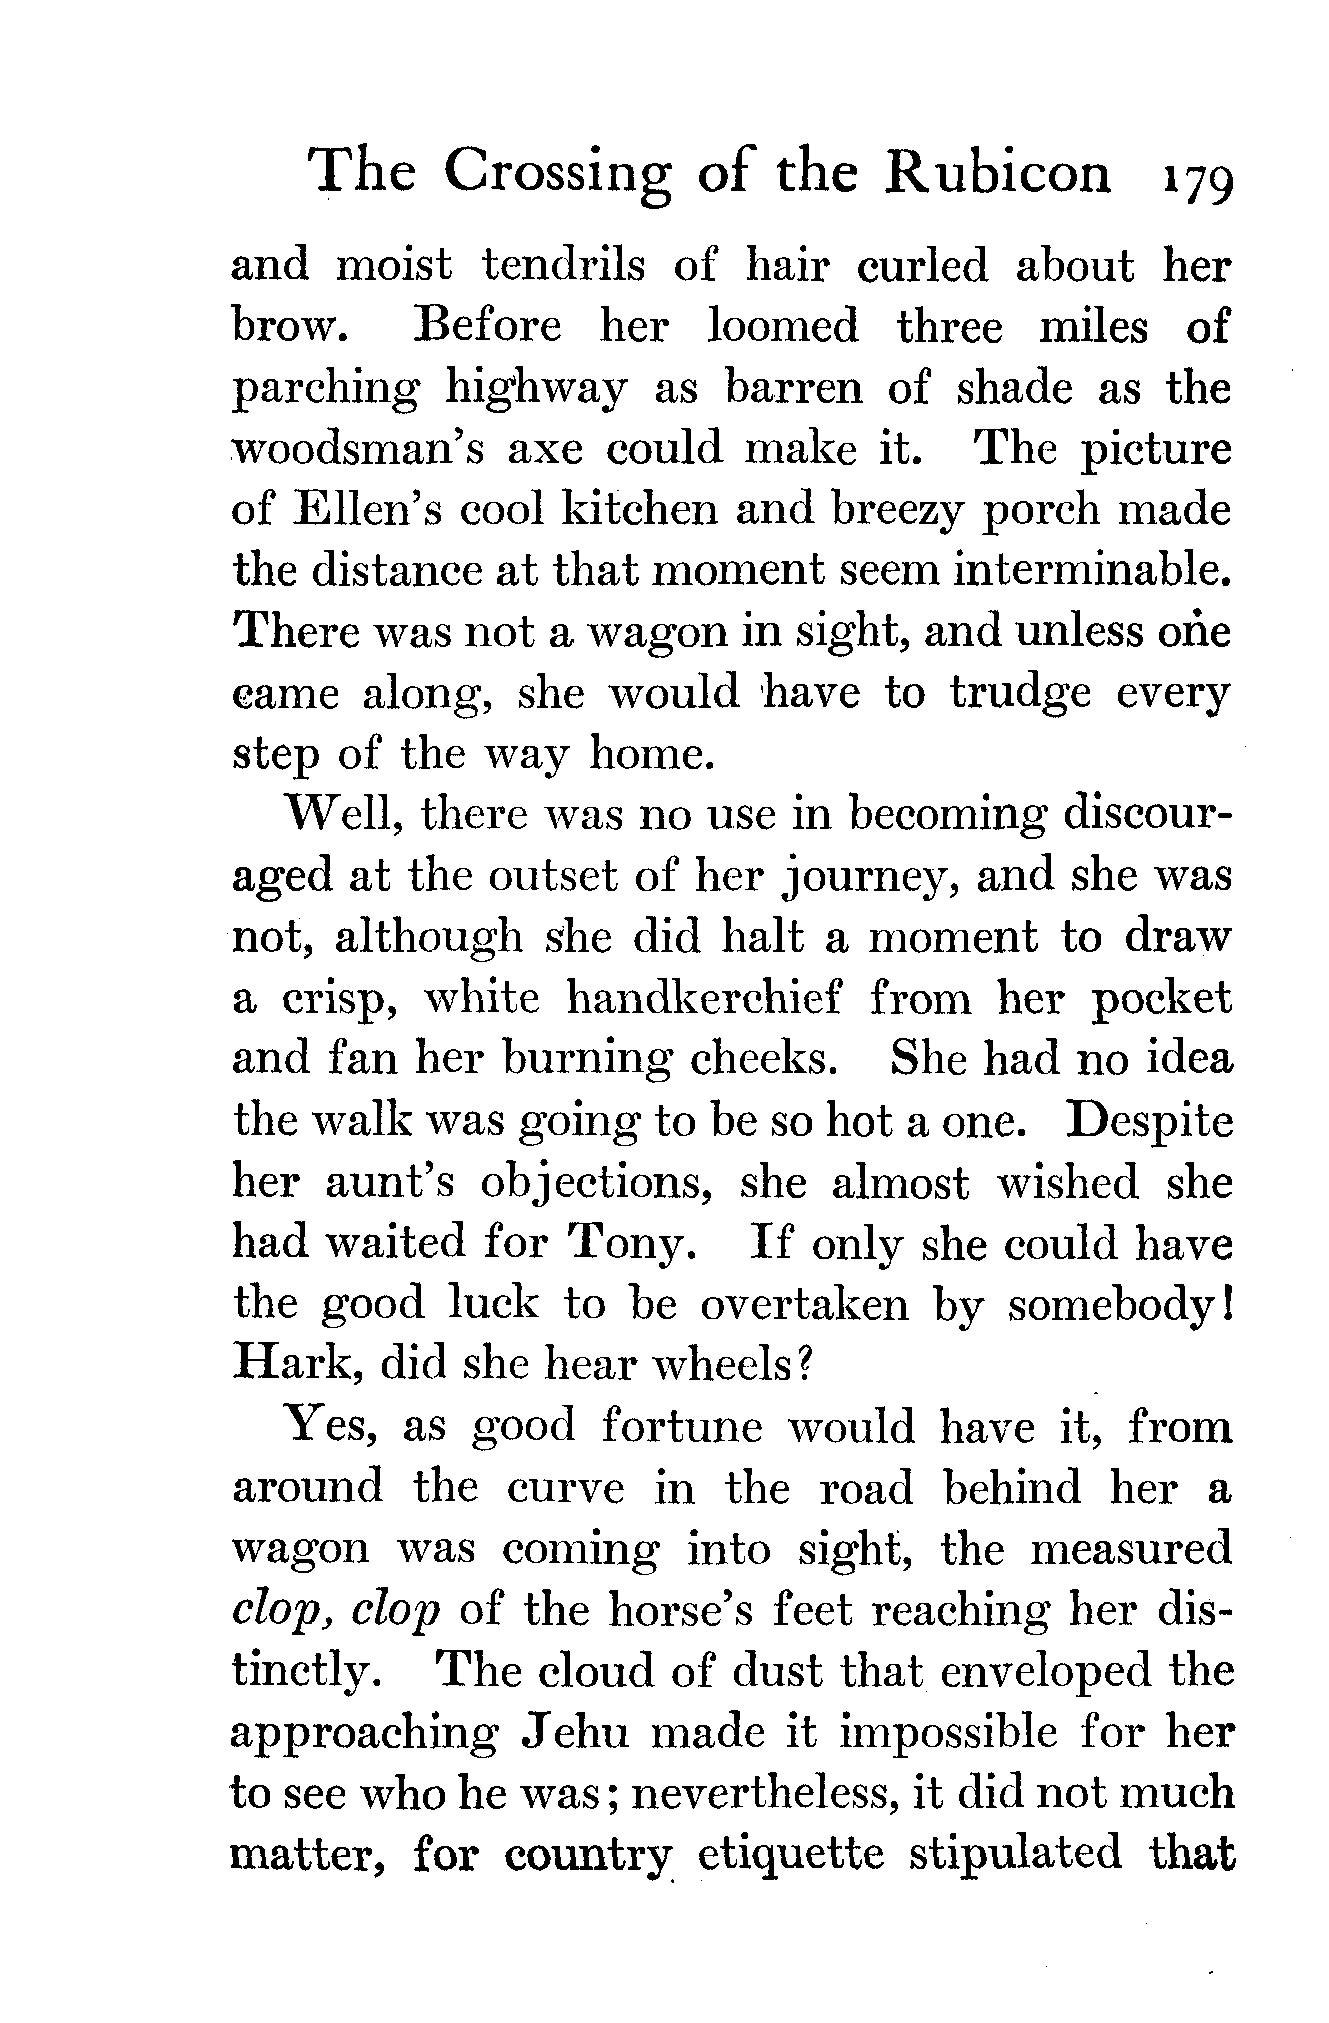 The Crossing of the Rubicon 179
and moist tendrils of hair curled about her
brow. Before her loomed three miles of
parching highway as barren of shade as the
woodsman's axe could make it. The picture
of Ellen's cool kitchen and breezy porch made
the distance at that moment seem interminable.
There was not a wagon in sight, and unless one
came along, she would have to trudge every
step of the way home.
Well, there was no use in becoming discour-
aged at the outset of her journey, and she was
not, although she did halt a moment to draw
a crisp, white handkerchief from her pocket
and fan her burning cheeks. She had no idea
the walk was going to be so hot a one. Despite
her aunt's objections, she almost wished she
had waited for Tony. If only she could have
the good luck to be overtaken by somebody!
Hark, did she hear wheels?
Yes, as good fortune would have it, from
around the curve in the road behind her a
wagon was coming into sight, the measured
clop, clop of the horse's feet reaching her dis-
tinctly. The cloud of dust that enveloped the
approaching Jehu made it impossible for her
to see who he was; nevertheless, it did not much
matter, for country etiquette stipulated that